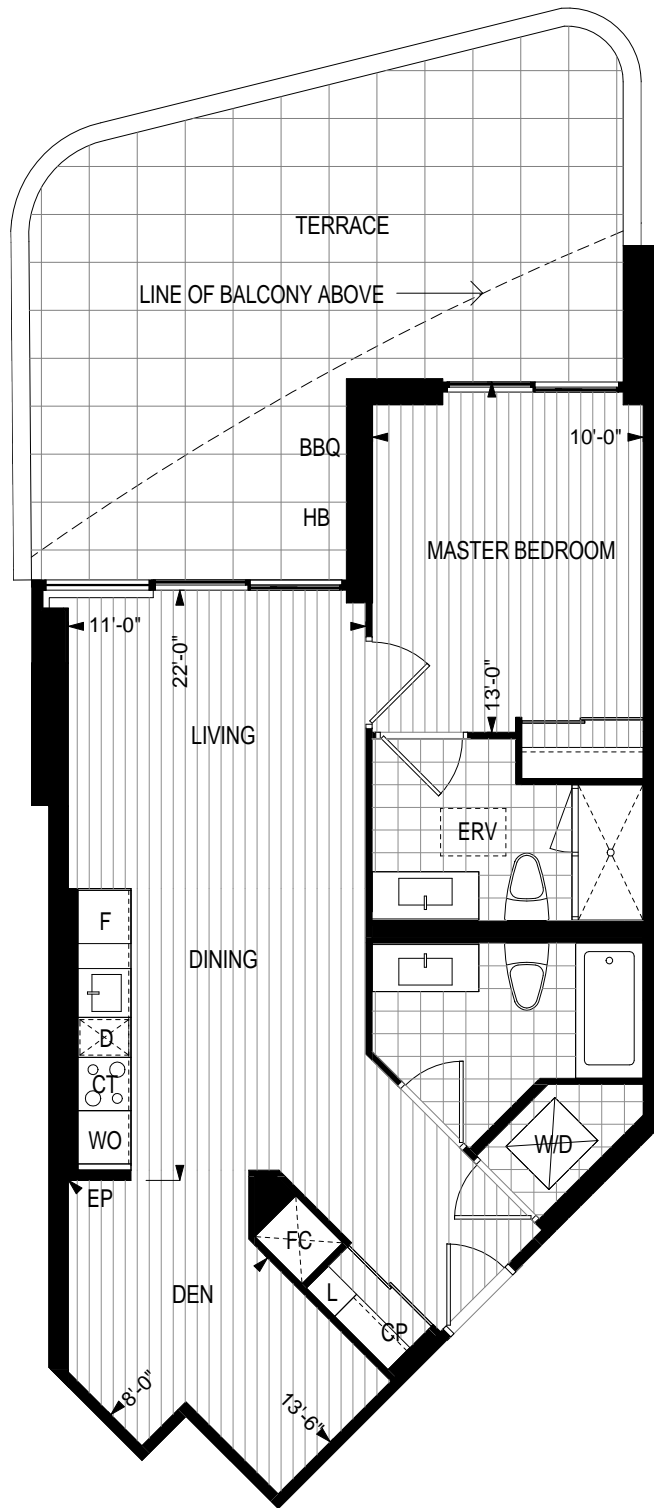 TERRACE
LINE OF BALCONY ABOVE
BBQ
10'-0"
HB
MASTER BEDROOM
11'-0"
22'-0"
13'-0"
LIVING
ERV
F
DINING
D
CT
WO
W/D
EP
FC
DEN
L
CP
8'-0"
13'-6"